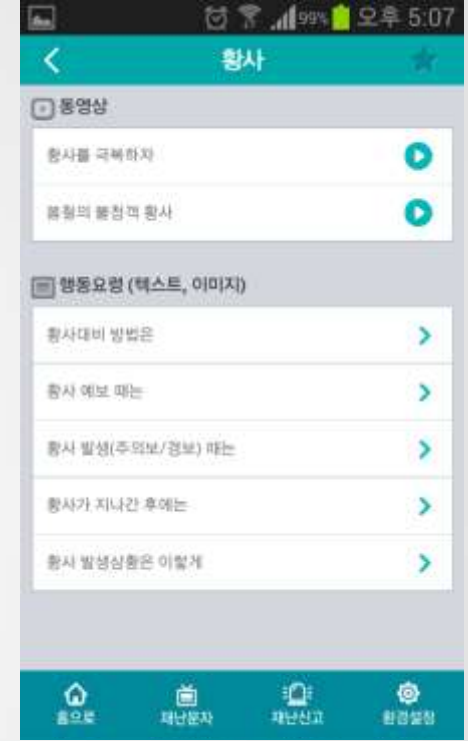 99% 오후 5:07
황사
동영상
황사를 극복하자
봄철의 불청객 황사
행동요령 (텍스트, 이미지)
황사대비 방법은
황사 예보 때는
황사 발생(주의보/경보) 때는
황사가 지나간 후에는
황사 발생상황은 이렇게
홈으로 재난문자 재난신고 환경설정